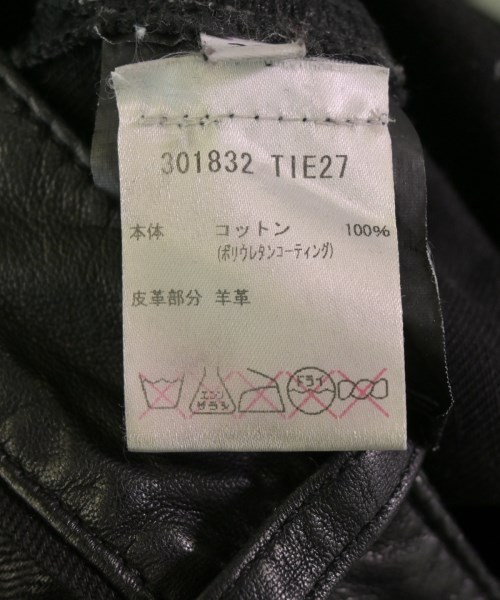 301832 TIE27
本体 コットン 100%
(ポリウレタンコーティング)
皮革部分 羊革
エンソ サラシ ドライ